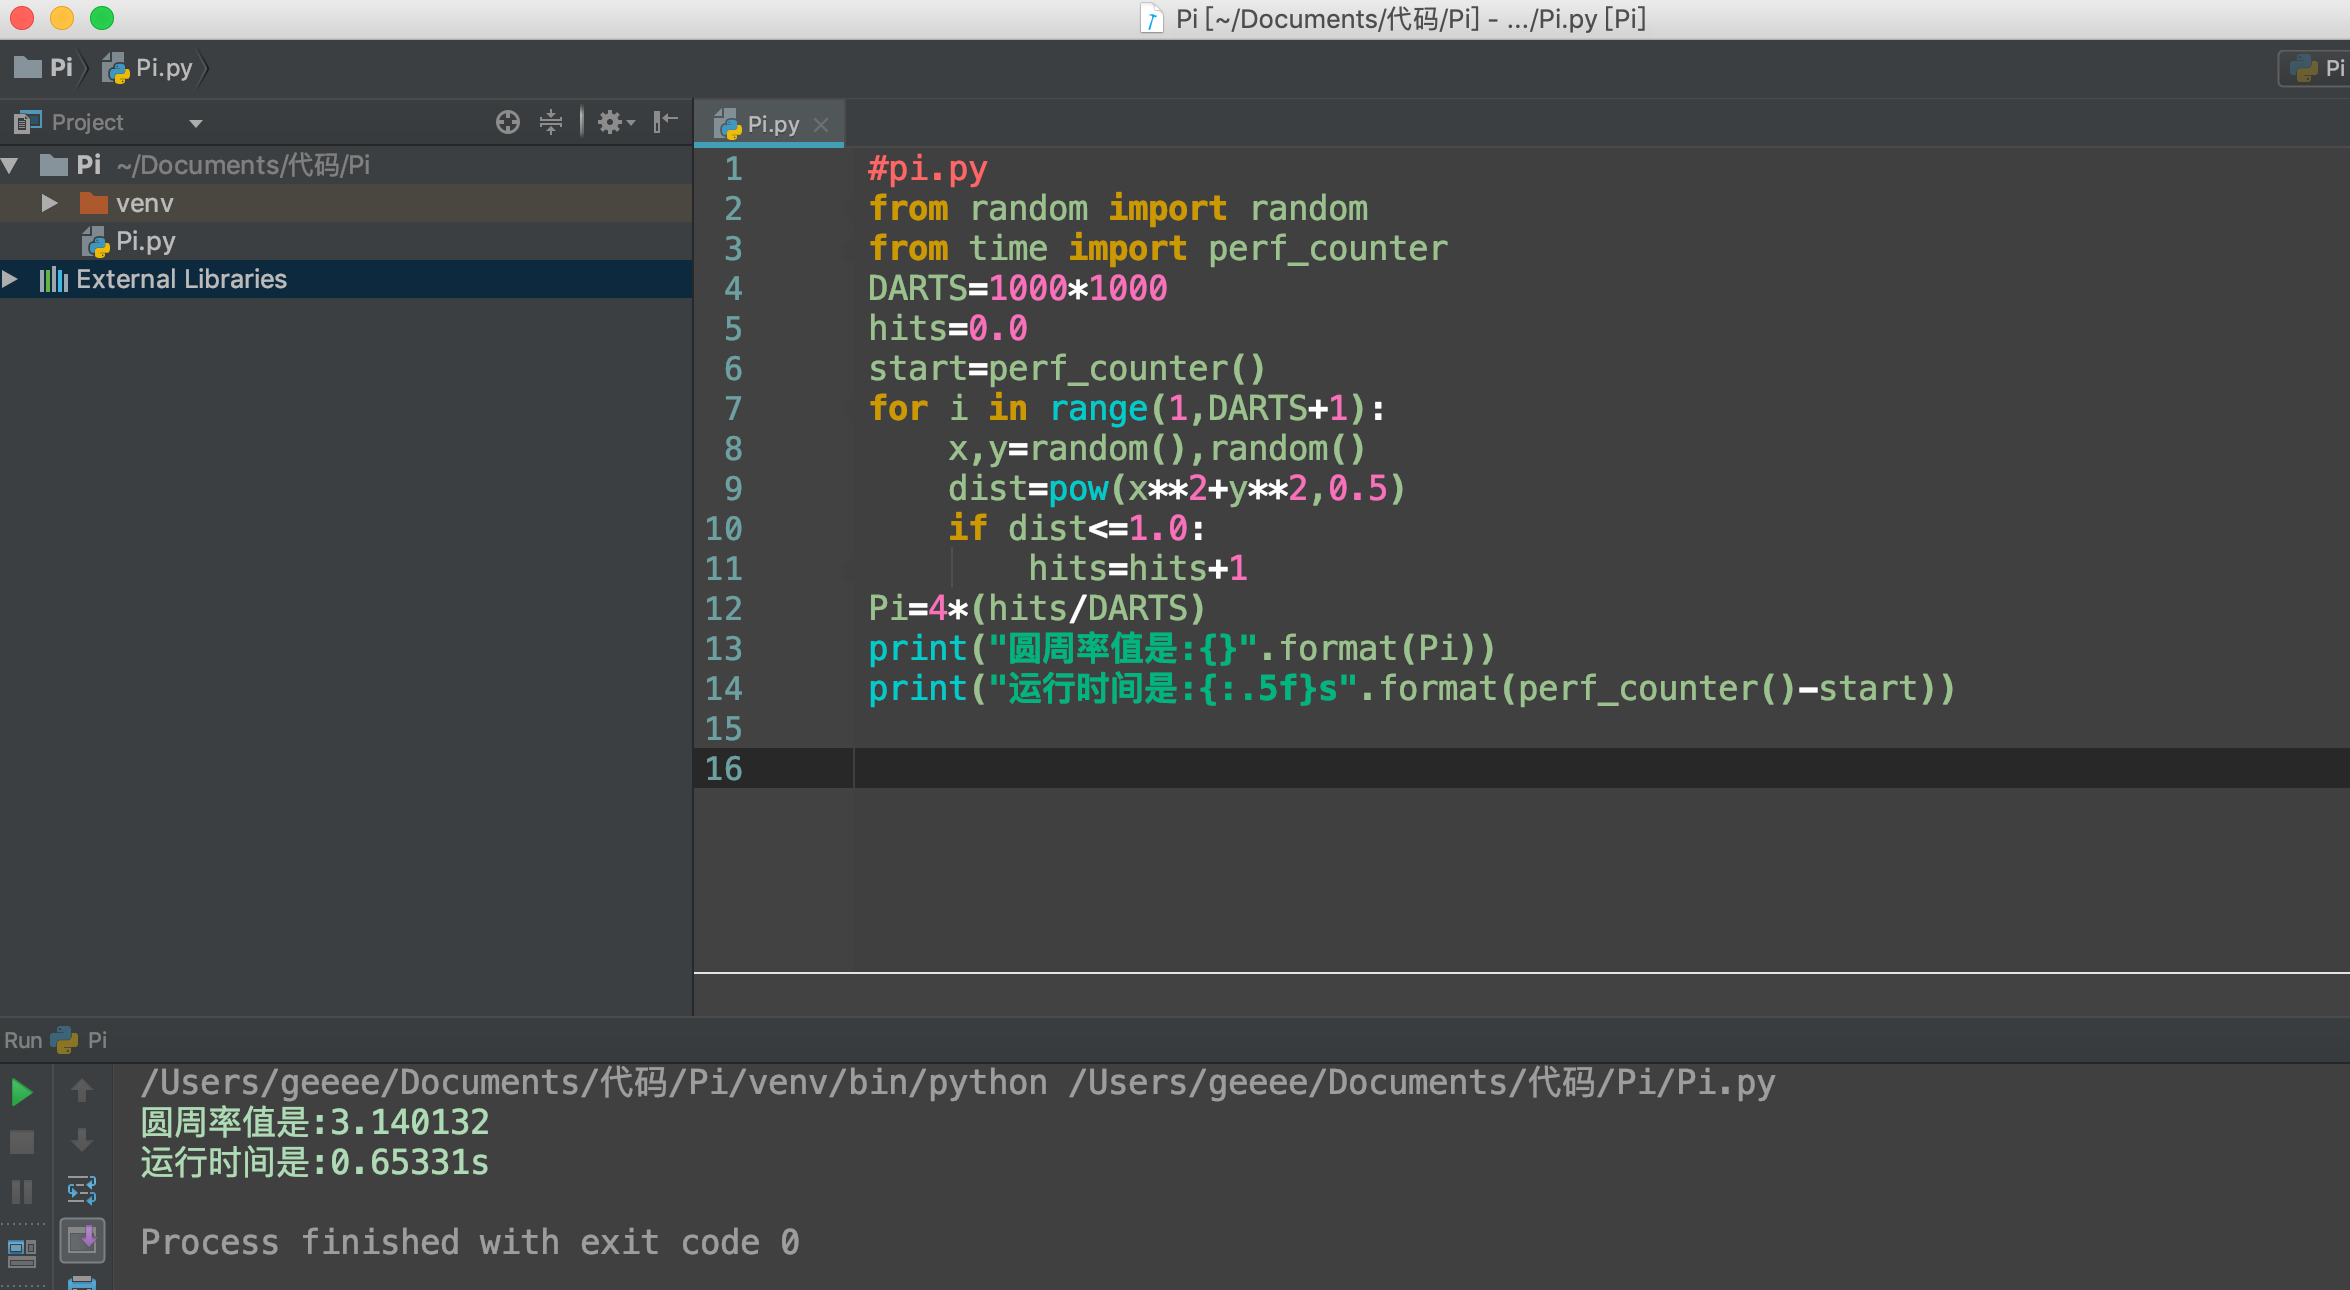 Pi [~/Documents/代码/Pi] - .../Pi.py [Pi]
Pi Pi.py
Pi
Project
Pi.py
Pi ~/Documents/代码/Pi
venv
Pi.py
External Libraries
1 #pi.py
2 from random import random
3 from time import perf_counter
4 DARTS=1000*1000
5 hits=0.0
6 start=perf_counter()
7 for i in range(1,DARTS+1):
8     x,y=random(),random()
9     dist=pow(x**2+y**2,0.5)
10     if dist<=1.0:
11         hits=hits+1
12 Pi=4*(hits/DARTS)
13 print("圆周率值是:{}".format(Pi))
14 print("运行时间是:{:.5f}s".format(perf_counter()-start))
15
16
Run Pi
/Users/geeee/Documents/代码/Pi/venv/bin/python /Users/geeee/Documents/代码/Pi/Pi.py
圆周率值是:3.140132
运行时间是:0.65331s
Process finished with exit code 0